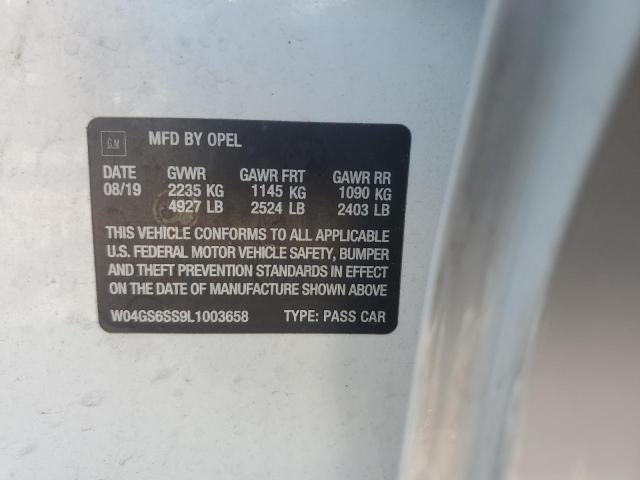 GM MFD BY OPEL
DATE GVWR GAWR FRT GAWR RR
08/19 2235 KG 1145 KG 1090 KG
4927 LB 2524 LB 2403 LB
THIS VEHICLE CONFORMS TO ALL APPLICABLE
U.S. FEDERAL MOTOR VEHICLE SAFETY, BUMPER
AND THEFT PREVENTION STANDARDS IN EFFECT
ON THE DATE OF MANUFACTURE SHOWN ABOVE
W04GS6SS9L1003658 TYPE: PASS CAR